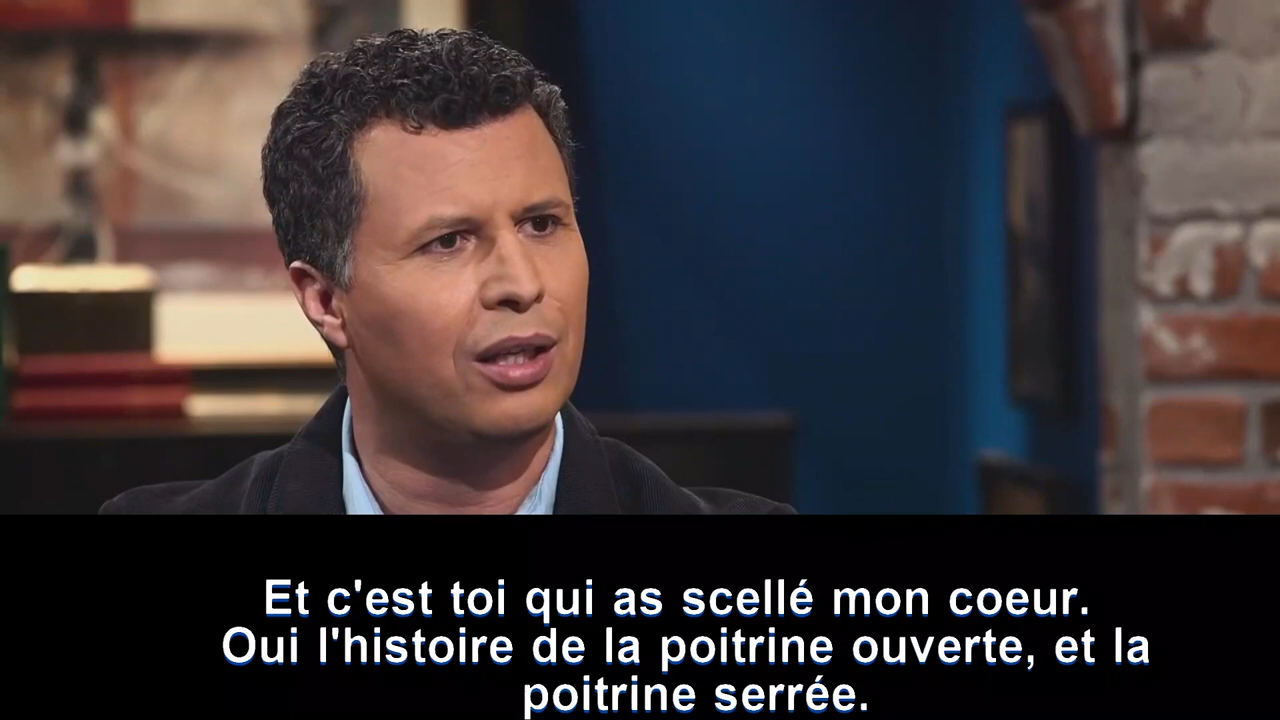 Et c'est toi qui as scellé mon coeur.
Oui l'histoire de la poitrine ouverte, et la
poitrine serrée.